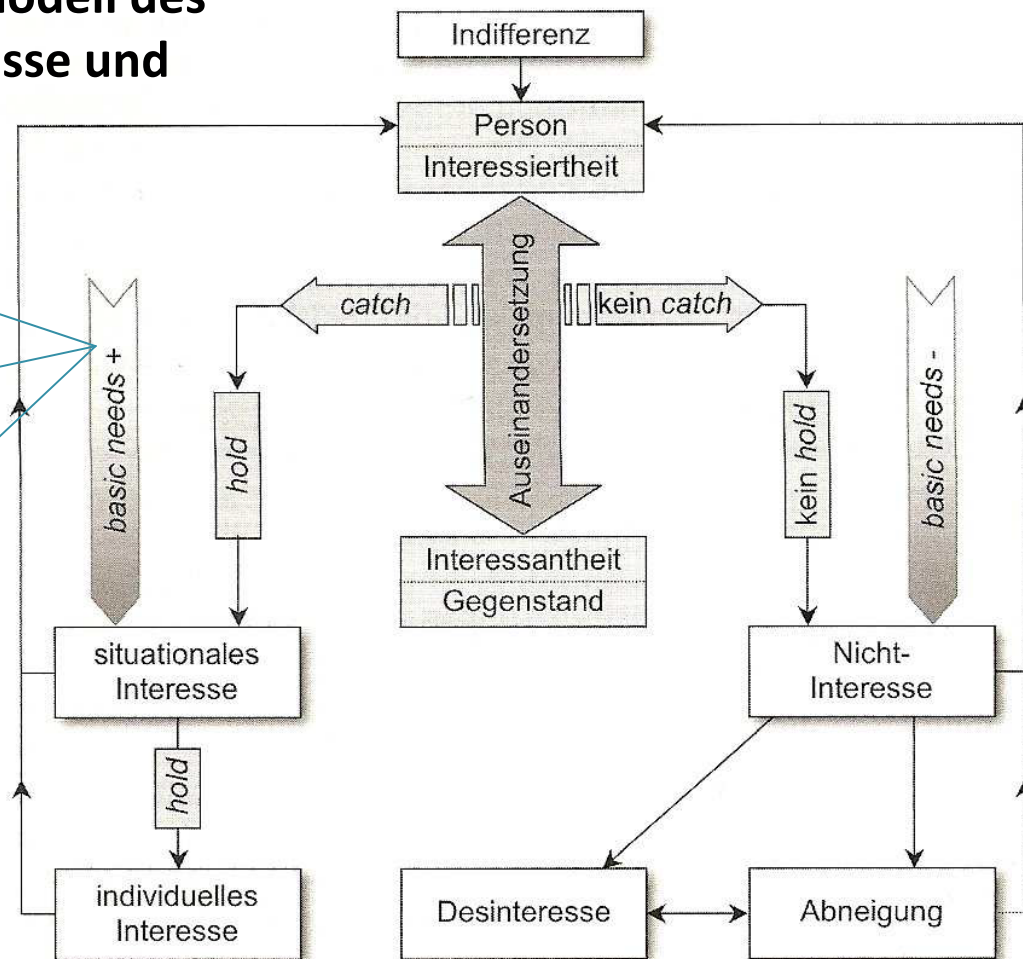 odell des
sse und
Indifferenz
Person
Interessiertheit
Auseinandersetzung
catch
kein catch
basic needs +
hold
kein hold
basic needs -
Interessantheit
Gegenstand
situationales
Interesse
Nicht-
Interesse
hold
individuelles
Interesse
Desinteresse
Abneigung